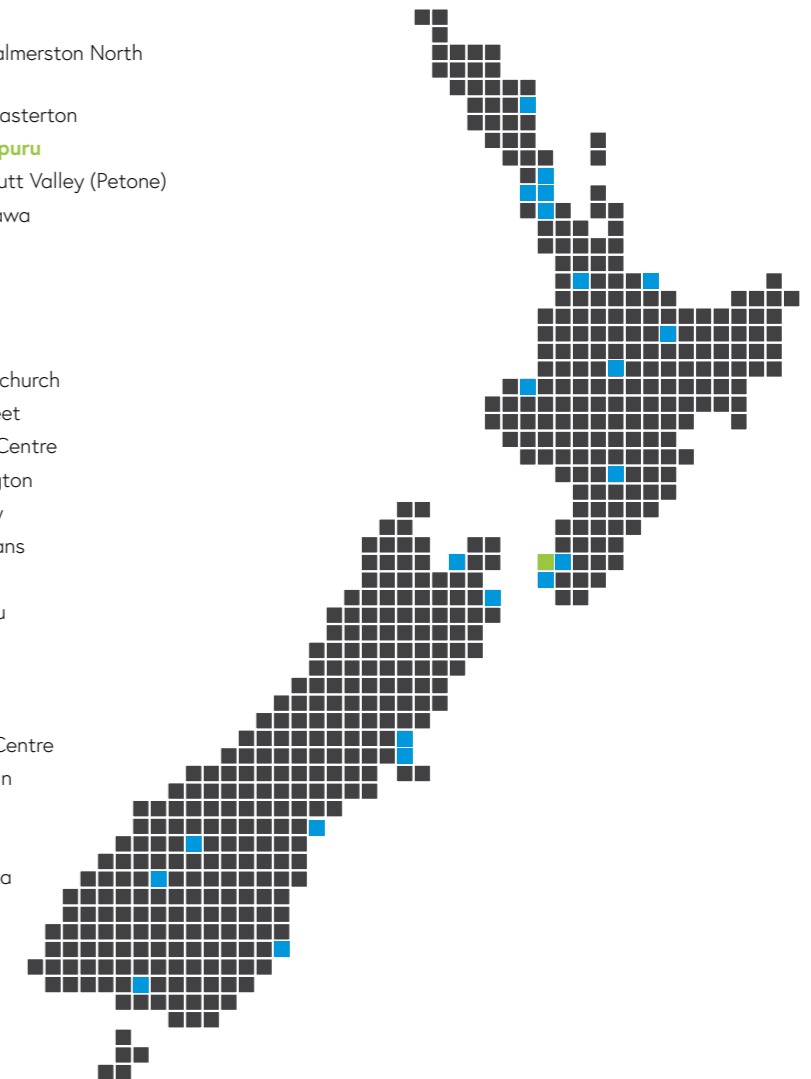 almerston North
asterton
puru
utt Valley (Petone)
awa
church
eet
Centre
gton
y
ans
u
Centre
n
a